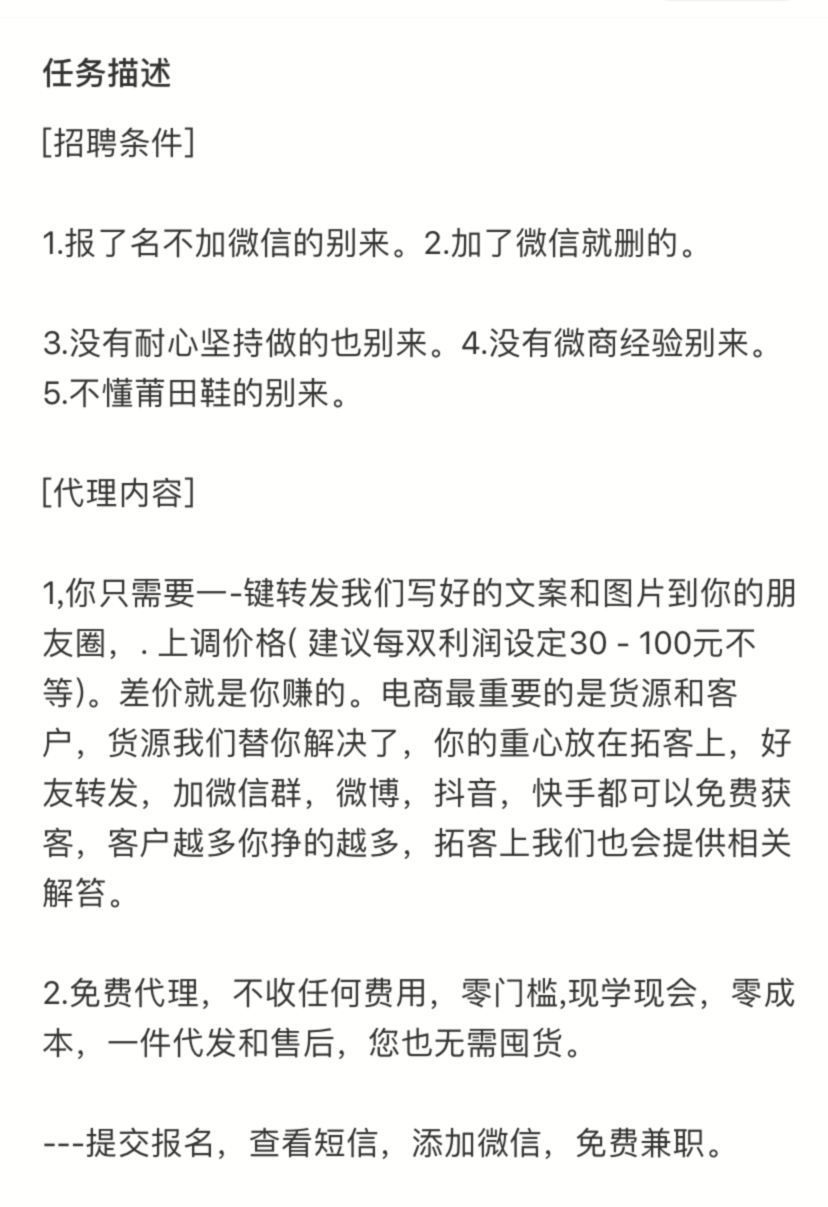 任务描述
[招聘条件]
1.报了名不加微信的别来。2.加了微信就删的。
3.没有耐心坚持做的也别来。4.没有微商经验别来。
5.不懂莆田鞋的别来。
[代理内容]
1,你只需要一-键转发我们写好的文案和图片到你的朋
友圈，. 上调价格( 建议每双利润设定30 - 100元不
等)。差价就是你赚的。电商最重要的是货源和客
户，货源我们替你解决了，你的重心放在拓客上，好
友转发，加微信群，微博，抖音，快手都可以免费获
客，客户越多你挣的越多，拓客上我们也会提供相关
解答。
2.免费代理，不收任何费用，零门槛,现学现会，零成
本，一件代发和售后，您也无需囤货。
---提交报名，查看短信，添加微信，免费兼职。